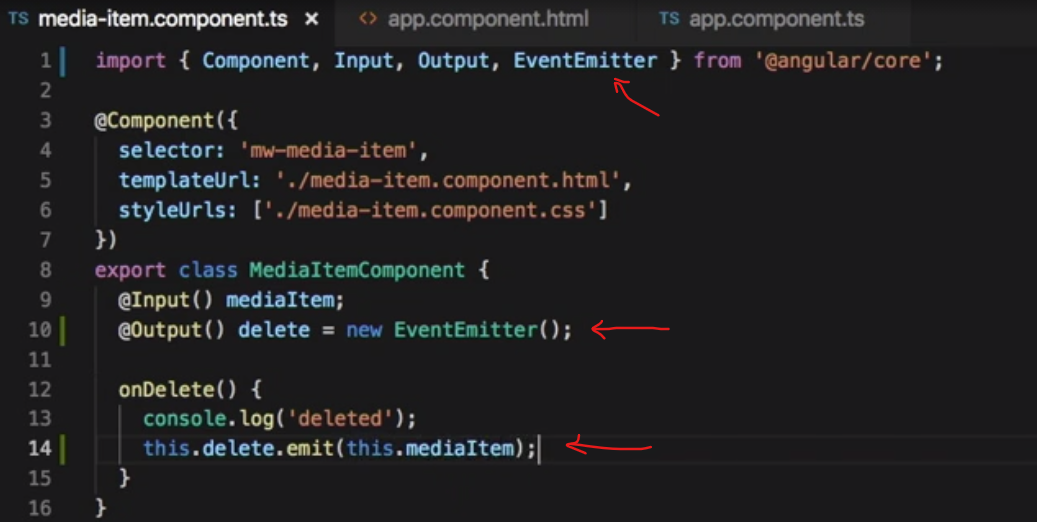 TS media-item.component.ts × <> app.component.html TS app.component.ts
1 import { Component, Input, Output, EventEmitter } from '@angular/core';
2
3 @Component({
4 selector: 'mw-media-item',
5 templateUrl: './media-item.component.html',
6 styleUrls: ['./media-item.component.css']
7 })
8 export class MediaItemComponent {
9 @Input() mediaItem;
10 @Output() delete = new EventEmitter();
11
12 onDelete() {
13 console.log('deleted');
14 this.delete.emit(this.mediaItem);
15 }
16 }